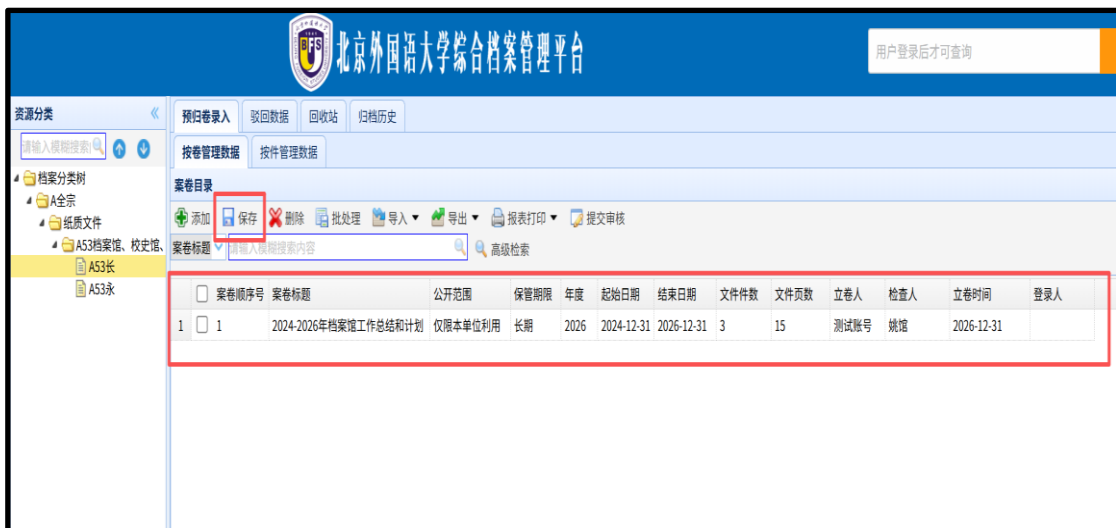 BFS
北京外国语大学综合档案管理平台
用户登录后才可查询
资源分类
预归卷录入 驳回数据 回收站 归档历史
请输入模糊搜索
按卷管理数据 按件管理数据
档案分类树
案卷目录
A全宗
添加 保存 删除 批处理 导入 导出 报表打印 提交审核
纸质文件
A53档案馆、校史馆、
案卷标题 请输入模糊搜索内容 高级检索
A53长
A53永
案卷顺序号 案卷标题 公开范围 保管期限 年度 起始日期 结束日期 文件件数 文件页数 立卷人 检查人 立卷时间 登录人
1 1 2024-2026年档案馆工作总结和计划 仅限本单位利用 长期 2026 2024-12-31 2026-12-31 3 15 测试账号 姚馆 2026-12-31